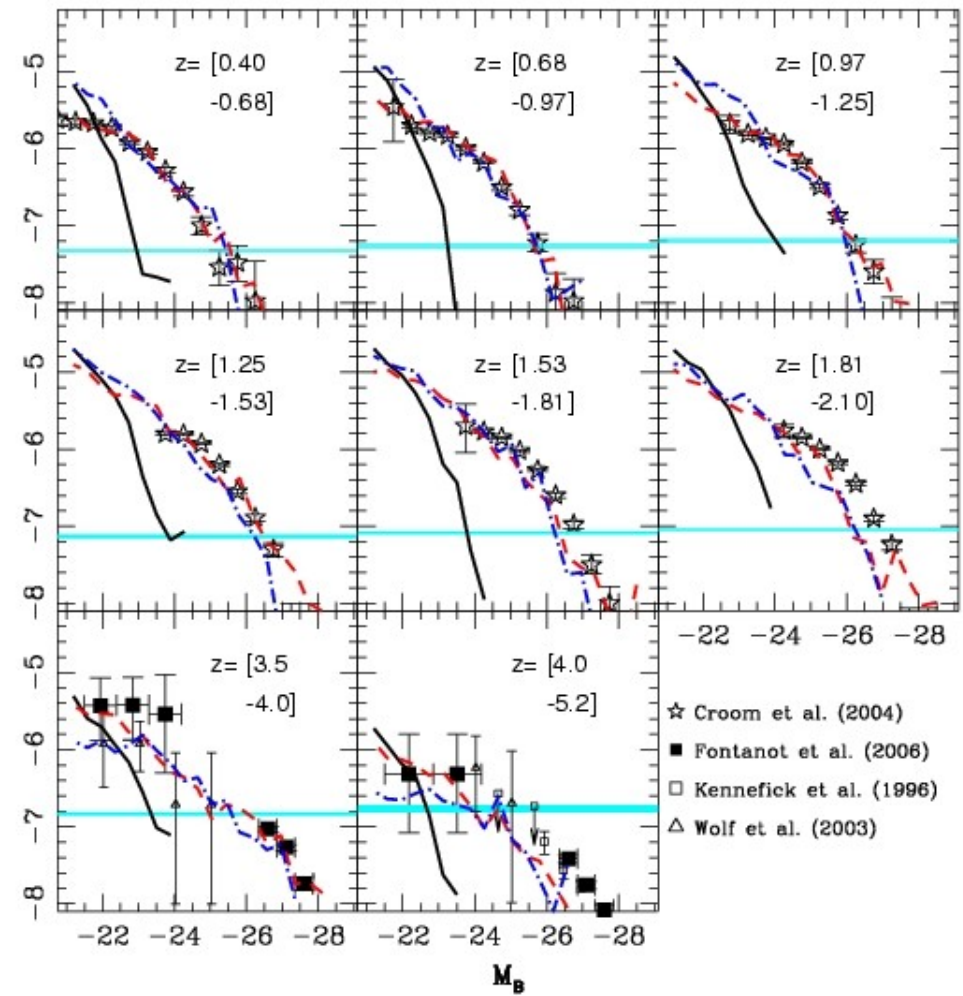 z= [0.40
-0.68]
z= [0.68
-0.97]
z= [0.97
-1.25]
-5
-6
-7
-8
z= [1.25
-1.53]
z= [1.53
-1.81]
z= [1.81
-2.10]
-5
-6
-7
-8
-22 -24 -26 -28
z= [3.5
-4.0]
z= [4.0
-5.2]
-5
-6
-7
-8
Croom et al. (2004)
Fontanot et al. (2006)
Kennefick et al. (1996)
Wolf et al. (2003)
-22 -24 -26 -28
-22 -24 -26 -28
M_B